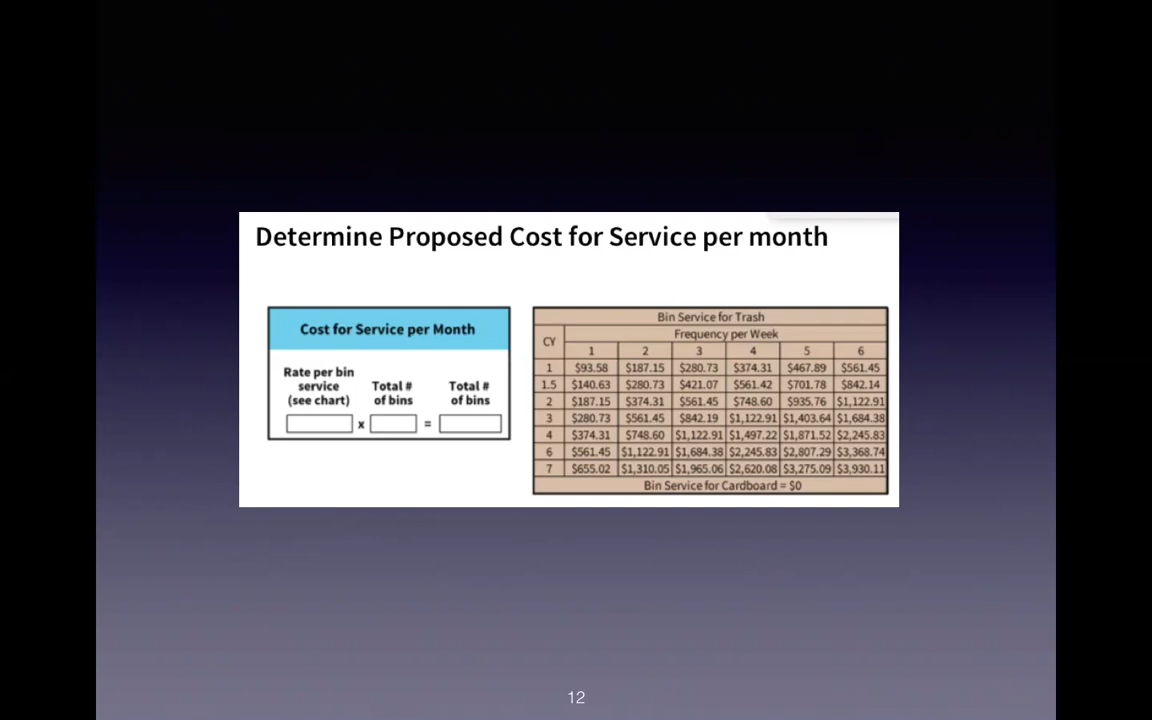 Determine Proposed Cost for Service per month
Cost for Service per Month
Rate per bin
service
(see chart)
Total #
of bins
Total #
of bins
x
=
Bin Service for Trash
CY
Frequency per Week
1 2 3 4 5 6
1 $93.58 $187.15 $280.73 $374.31 $467.89 $561.45
1.5 $140.63 $280.73 $421.07 $561.42 $701.78 $842.14
2 $187.15 $374.31 $561.45 $748.60 $935.76 $1,122.91
3 $280.73 $561.45 $842.19 $1,122.91 $1,403.64 $1,684.38
4 $374.31 $748.60 $1,122.91 $1,497.22 $1,871.52 $2,245.83
6 $561.45 $1,122.91 $1,684.38 $2,245.83 $2,807.29 $3,368.74
7 $655.02 $1,310.05 $1,965.06 $2,620.08 $3,275.09 $3,930.11
Bin Service for Cardboard = $0
12